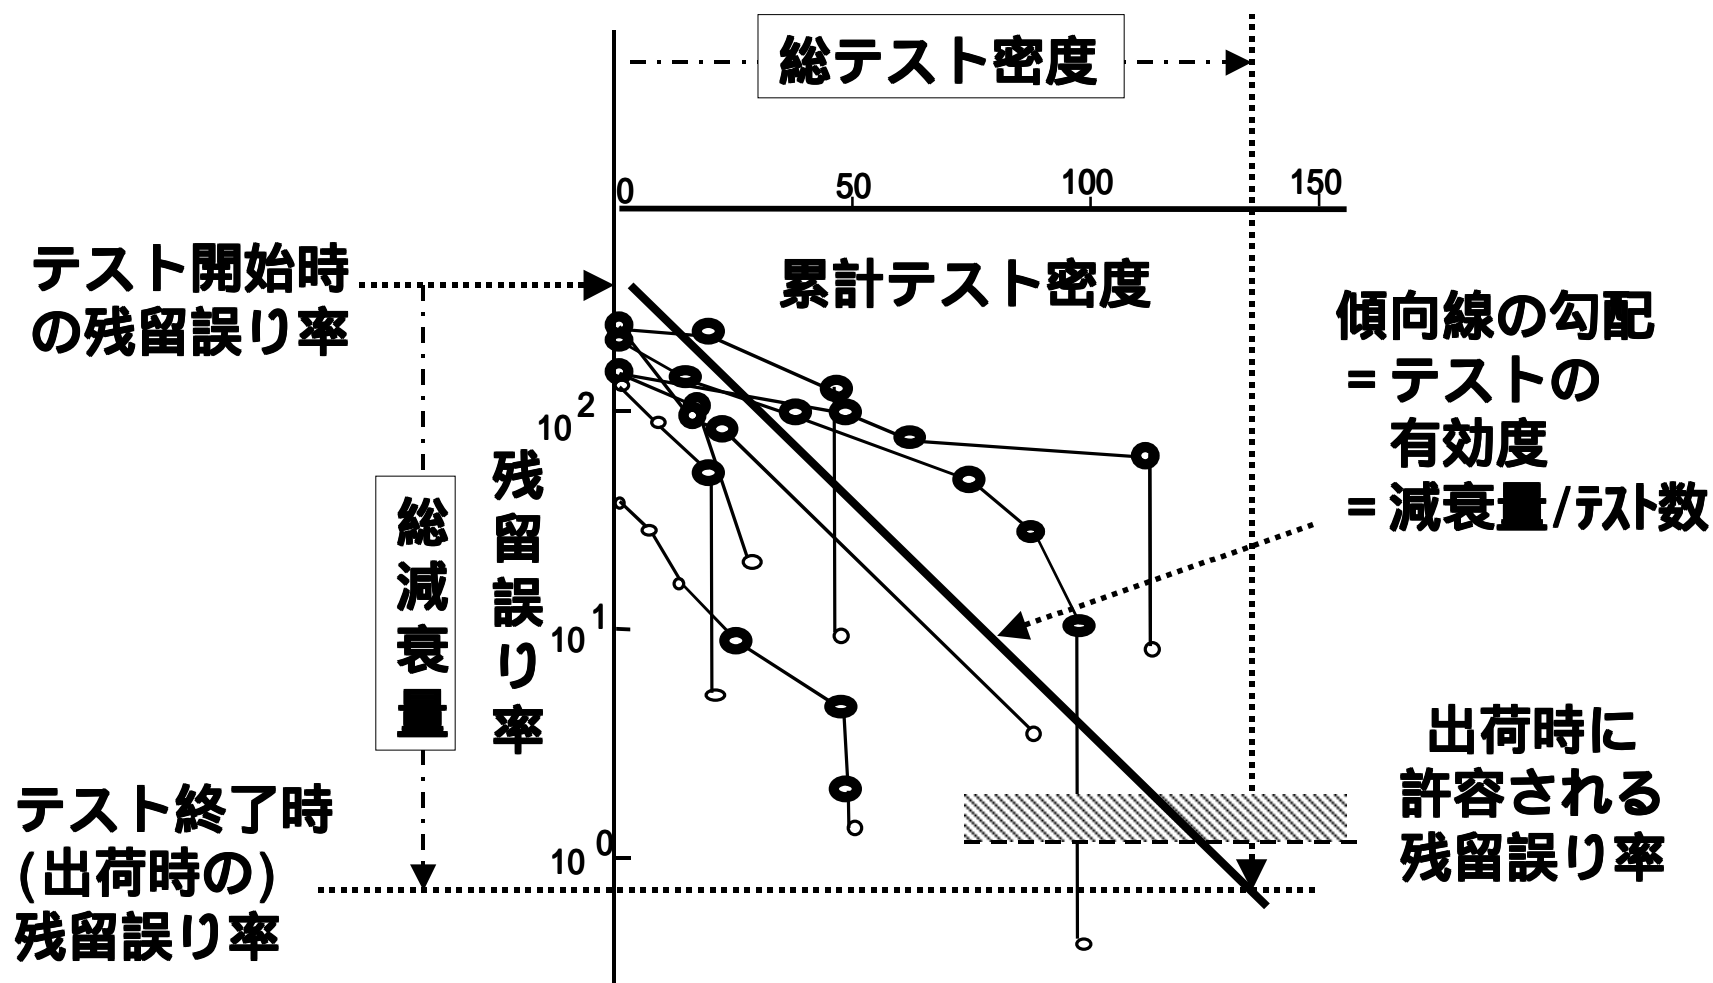 総テスト密度
0 50 100 150
累計テスト密度
テスト開始時
の残留誤り率
傾向線の勾配
= テストの
有効度
= 減衰量/テスト数
10²
残留誤り率
総減衰量
10¹
出荷時に
許容される
残留誤り率
テスト終了時
(出荷時の)
残留誤り率
10⁰